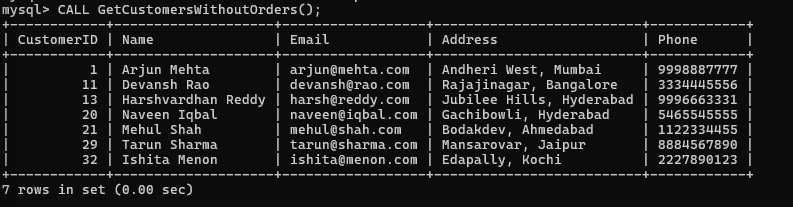 mysql> CALL GetCustomersWithoutOrders();
+------------+--------------------+------------------+--------------------------+------------+
| CustomerID | Name               | Email            | Address                  | Phone      |
+------------+--------------------+------------------+--------------------------+------------+
|          1 | Arjun Mehta        | arjun@mehta.com  | Andheri West, Mumbai     | 9998887777 |
|         11 | Devansh Rao        | devansh@rao.com  | Rajajinagar, Bangalore   | 3334445556 |
|         13 | Harshvardhan Reddy | harsh@reddy.com  | Jubilee Hills, Hyderabad | 9996663331 |
|         20 | Naveen Iqbal       | naveen@iqbal.com | Gachibowli, Hyderabad    | 5465545555 |
|         21 | Mehul Shah         | mehul@shah.com   | Bodakdev, Ahmedabad      | 1122334455 |
|         29 | Tarun Sharma       | tarun@sharma.com | Mansarovar, Jaipur       | 8884567890 |
|         32 | Ishita Menon       | ishita@menon.com | Edapally, Kochi          | 2227890123 |
+------------+--------------------+------------------+--------------------------+------------+
7 rows in set (0.00 sec)